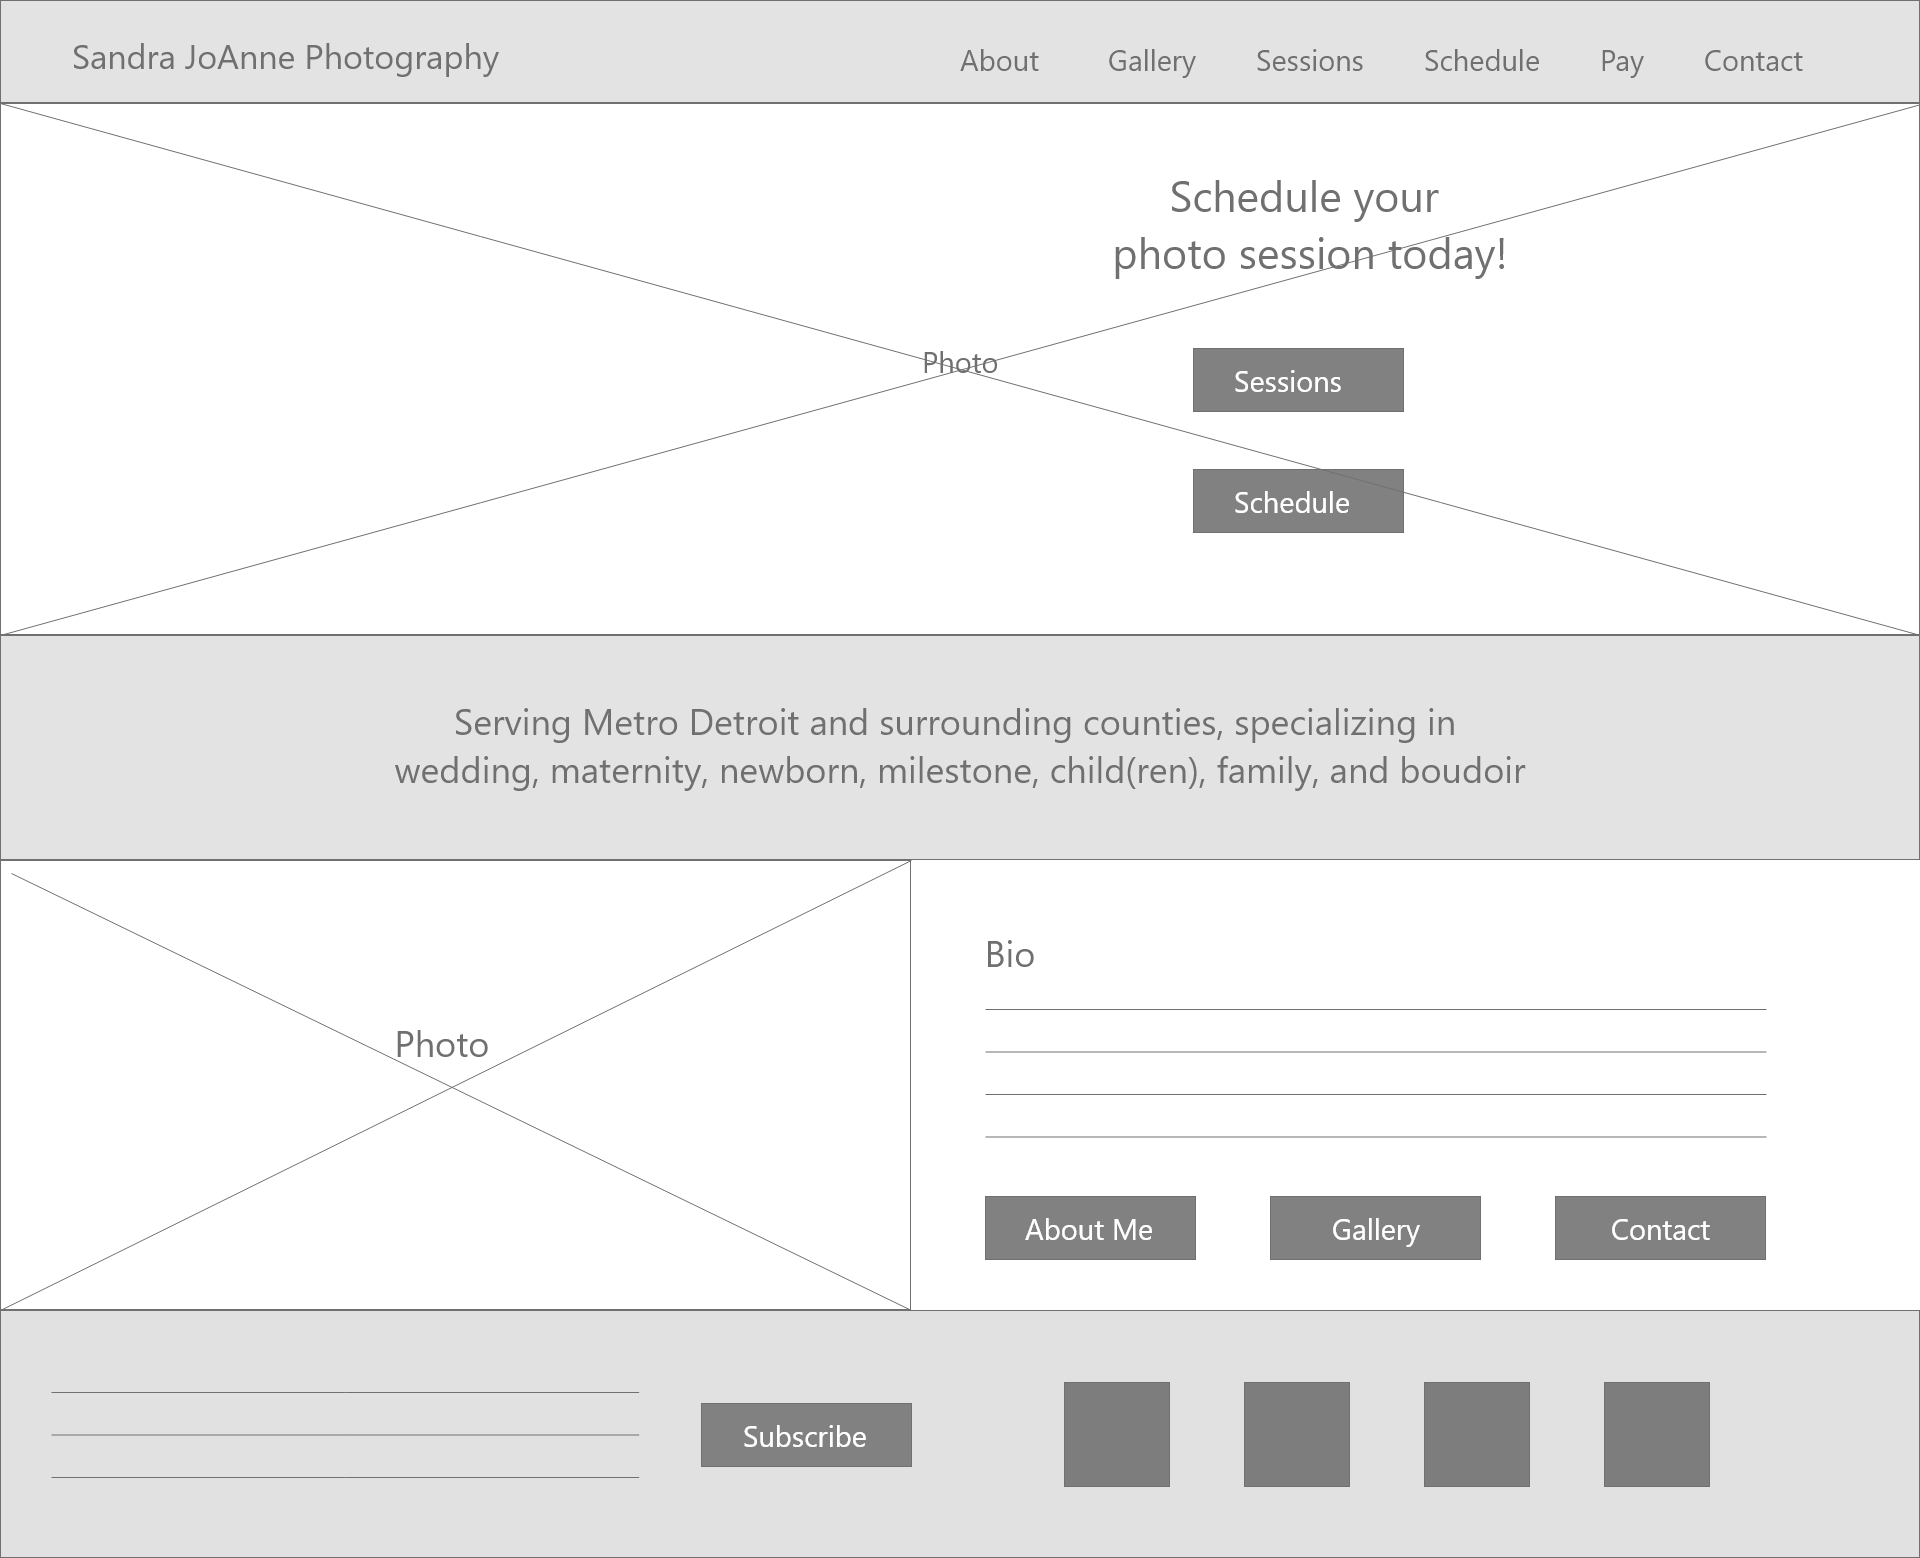 Sandra JoAnne Photography
About Gallery Sessions Schedule Pay Contact
Schedule your
photo session today!
Photo
Sessions
Schedule
Serving Metro Detroit and surrounding counties, specializing in
wedding, maternity, newborn, milestone, child(ren), family, and boudoir
Photo
Bio
About Me Gallery Contact
Subscribe